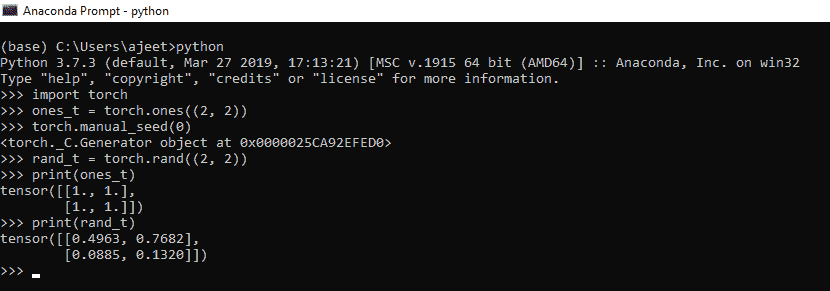 Anaconda Prompt - python
(base) C:\Users\ajeet>python
Python 3.7.3 (default, Mar 27 2019, 17:13:21) [MSC v.1915 64 bit (AMD64)] :: Anaconda, Inc. on win32
Type "help", "copyright", "credits" or "license" for more information.
>>> import torch
>>> ones_t = torch.ones((2, 2))
>>> torch.manual_seed(0)
<torch._C.Generator object at 0x0000025CA92EFED0>
>>> rand_t = torch.rand((2, 2))
>>> print(ones_t)
tensor([[1., 1.],
        [1., 1.]])
>>> print(rand_t)
tensor([[0.4963, 0.7682],
        [0.0885, 0.1320]])
>>>